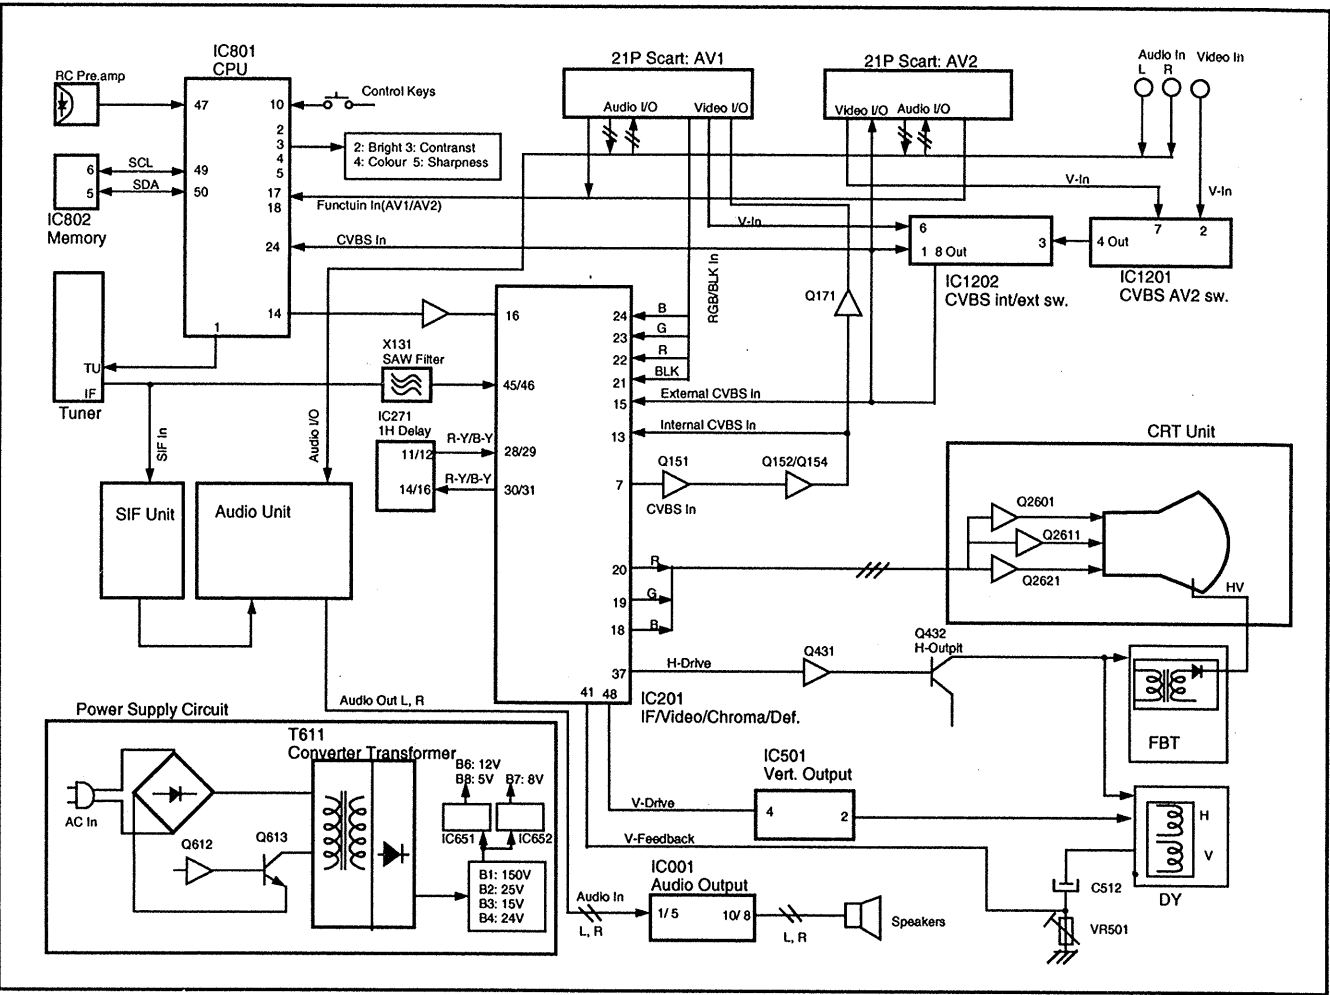 IC801
CPU
RC Pre.amp
47
10
Control Keys
2
3
4
5
2: Bright 3: Contranst
4: Colour 5: Sharpness
6
SCL
49
5
SDA
50
17
18
Functuin In(AV1/AV2)
IC802
Memory
24
CVBS In
14
1
TU
IF
Tuner
21P Scart: AV1
Audio I/O
Video I/O
21P Scart: AV2
Video I/O
Audio I/O
Audio In
L R
Video In
V-In
V-In
V-In
6
1 8 Out
3
4 Out
7
2
IC1202
CVBS int/ext sw.
IC1201
CVBS AV2 sw.
RGB/BLK In
Q171
16
X131
SAW Filter
45/46
IC271
1H Delay
11/12
R-Y/B-Y
28/29
14/16
R-Y/B-Y
30/31
24
B
23
G
22
R
21
BLK
15
External CVBS In
13
Internal CVBS In
7
Q151
Q152/Q154
CVBS In
SIF In
Audio I/O
SIF Unit
Audio Unit
20
R
19
G
18
B
37
H-Drive
Q431
Q432
H-Outpit
41 48
IC201
IF/Video/Chroma/Def.
CRT Unit
Q2601
Q2611
Q2621
HV
FBT
Audio Out L, R
Power Supply Circuit
T611
Converter Transformer
AC In
Q612
Q613
B6: 12V
B8: 5V
B7: 8V
IC651
IC652
B1: 150V
B2: 25V
B3: 15V
B4: 24V
IC501
Vert. Output
V-Drive
4
2
V-Feedback
H
V
DY
C512
VR501
IC001
Audio Output
Audio In
L, R
1/ 5
10/ 8
L, R
Speakers